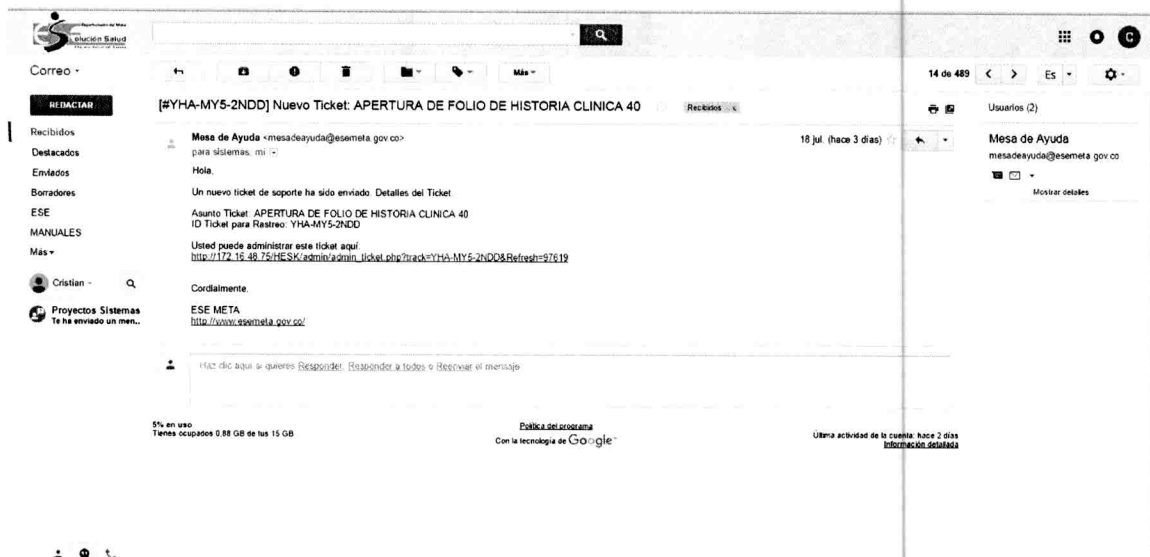 Departamento del Meta
Solución Salud
Correo
Más
14 de 489
Es
REDACTAR
[#YHA-MY5-2NDD] Nuevo Ticket: APERTURA DE FOLIO DE HISTORIA CLINICA 40
Recibidos x
Usuarios (2)
Recibidos
Destacados
Enviados
Borradores
ESE
MANUALES
Más
Cristian
Proyectos Sistemas
Te ha enviado un men..
Mesa de Ayuda <mesadeayuda@esemeta.gov.co>
18 jul. (hace 3 días)
para sistemas, mí
Hola,
Un nuevo ticket de soporte ha sido enviado. Detalles del Ticket
Asunto Ticket: APERTURA DE FOLIO DE HISTORIA CLINICA 40
ID Ticket para Rastreo: YHA-MY5-2NDD
Usted puede administrar este ticket aquí:
http://172.16.48.75/HESK/admin/admin_ticket.php?track=YHA-MY5-2NDD&Refresh=97619
Cordialmente,
ESE META
http://www.esemeta.gov.co/
Mesa de Ayuda
mesadeayuda@esemeta.gov.co
Mostrar detalles
Haz clic aquí si quieres Responder, Responder a todos o Reenviar el mensaje
5% en uso
Tienes ocupados 0,88 GB de tus 15 GB
Política del programa
Con la tecnología de Google
Última actividad de la cuenta: hace 2 días
Información detallada
C